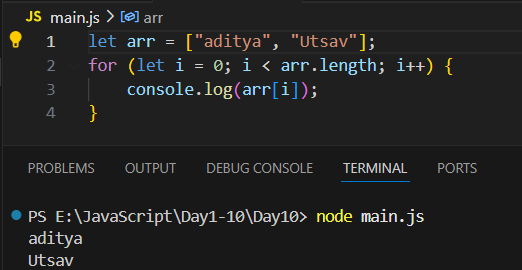 JS main.js > arr
1 let arr = ["aditya", "Utsav"];
2 for (let i = 0; i < arr.length; i++) {
3     console.log(arr[i]);
4 }
PROBLEMS OUTPUT DEBUG CONSOLE TERMINAL PORTS
PS E:\JavaScript\Day1-10\Day10> node main.js
aditya
Utsav